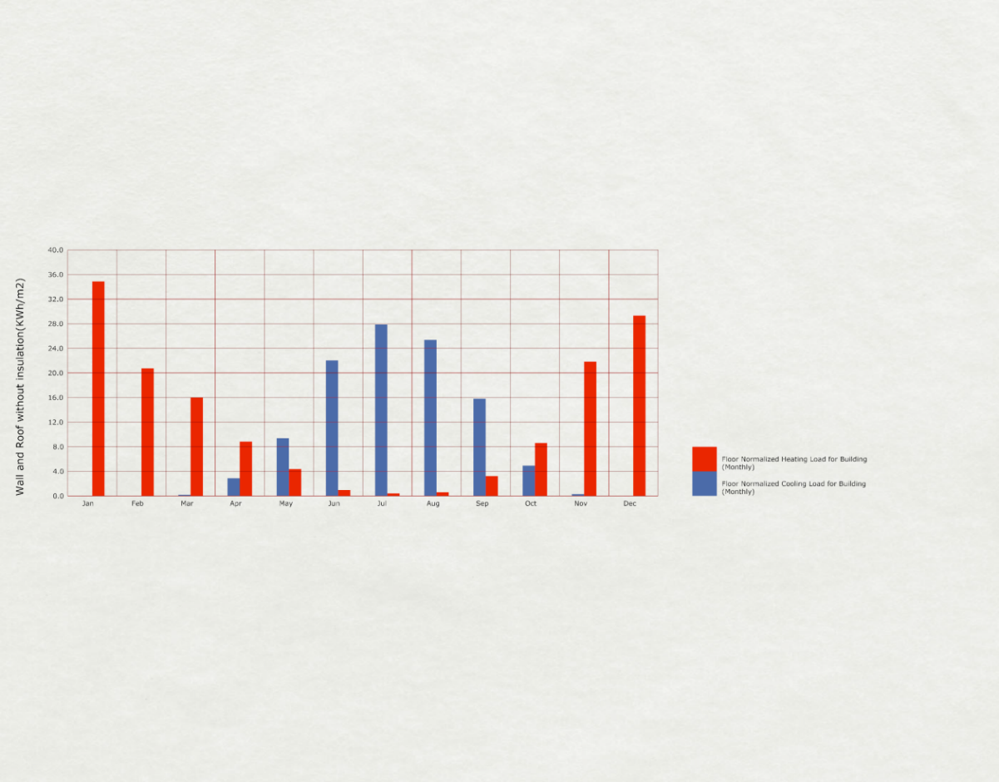 Wall and Roof without insulation(KWh/m2)
40.0
36.0
32.0
28.0
24.0
20.0
16.0
12.0
8.0
4.0
0.0
Jan Feb Mar Apr May Jun Jul Aug Sep Oct Nov Dec
Floor Normalized Heating Load for Building
(Monthly)
Floor Normalized Cooling Load for Building
(Monthly)